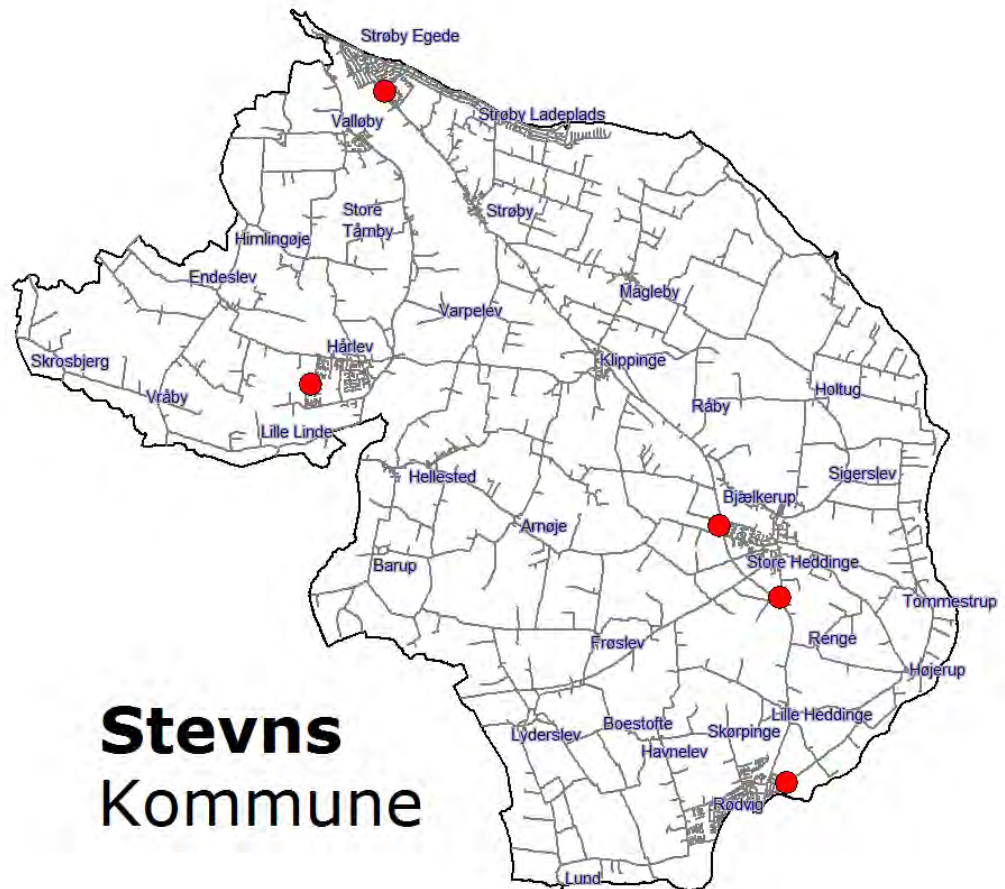 Strøby Egede
Strøby Ladeplads
Valløby
Store
Tårnby
Strøby
Himlingøje
Endeslev
Magleby
Varpelev
Hårlev
Klippinge
Skrosbjerg
Holtug
Vråby
Råby
Lille Linde
Hellested
Sigerslev
Bjælkerup
Arnøje
Barup
Store Heddinge
Tommestrup
Frøslev
Renge
Højerup
Lille Heddinge
Boestofte
Skørpinge
Lyderslev
Havnelev
Rødvig
Lund
Stevns
Kommune